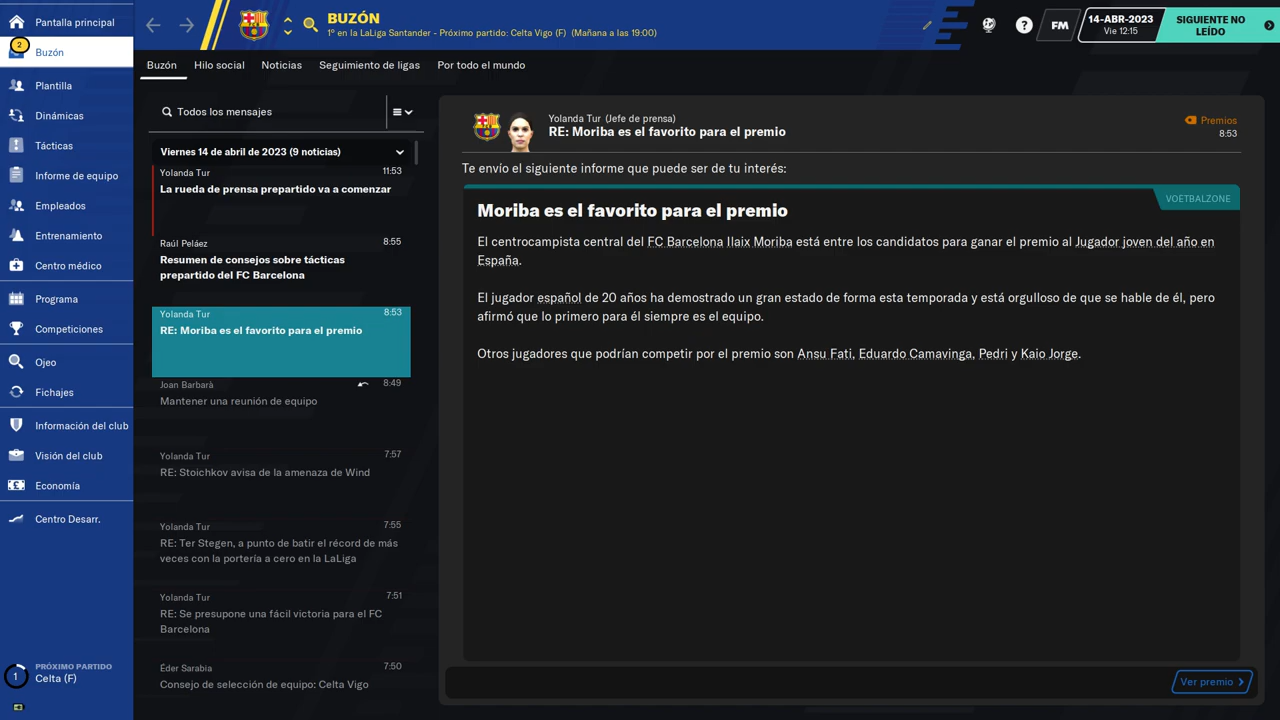 Pantalla principal
2
Buzón
Plantilla
Dinámicas
Tácticas
Informe de equipo
Empleados
Entrenamiento
Centro médico
Programa
Competiciones
Ojeo
Fichajes
Información del club
Visión del club
Economía
Centro Desarr.
PRÓXIMO PARTIDO
1
Celta (F)
BUZÓN
1º en la LaLiga Santander - Próximo partido: Celta Vigo (F) (Mañana a las 19:00)
?
FM
14-ABR-2023
Vie 12:15
SIGUIENTE NO
LEÍDO
Buzón Hilo social Noticias Seguimiento de ligas Por todo el mundo
Todos los mensajes
Viernes 14 de abril de 2023 (9 noticias)
Yolanda Tur 11:53
La rueda de prensa prepartido va a comenzar
Raúl Peláez 8:55
Resumen de consejos sobre tácticas
prepartido del FC Barcelona
Yolanda Tur 8:53
RE: Moriba es el favorito para el premio
Joan Barbarà 8:49
Mantener una reunión de equipo
Yolanda Tur 7:57
RE: Stoichkov avisa de la amenaza de Wind
Yolanda Tur 7:55
RE: Ter Stegen, a punto de batir el récord de más
veces con la portería a cero en la LaLiga
Yolanda Tur 7:51
RE: Se presupone una fácil victoria para el FC
Barcelona
Éder Sarabia 7:50
Consejo de selección de equipo: Celta Vigo
Yolanda Tur (Jefe de prensa)
RE: Moriba es el favorito para el premio
Premios
8:53
Te envío el siguiente informe que puede ser de tu interés:
VOETBALZONE
Moriba es el favorito para el premio
El centrocampista central del FC Barcelona Ilaix Moriba está entre los candidatos para ganar el premio al Jugador joven del año en
España.
El jugador español de 20 años ha demostrado un gran estado de forma esta temporada y está orgulloso de que se hable de él, pero
afirmó que lo primero para él siempre es el equipo.
Otros jugadores que podrían competir por el premio son Ansu Fati, Eduardo Camavinga, Pedri y Kaio Jorge.
Ver premio